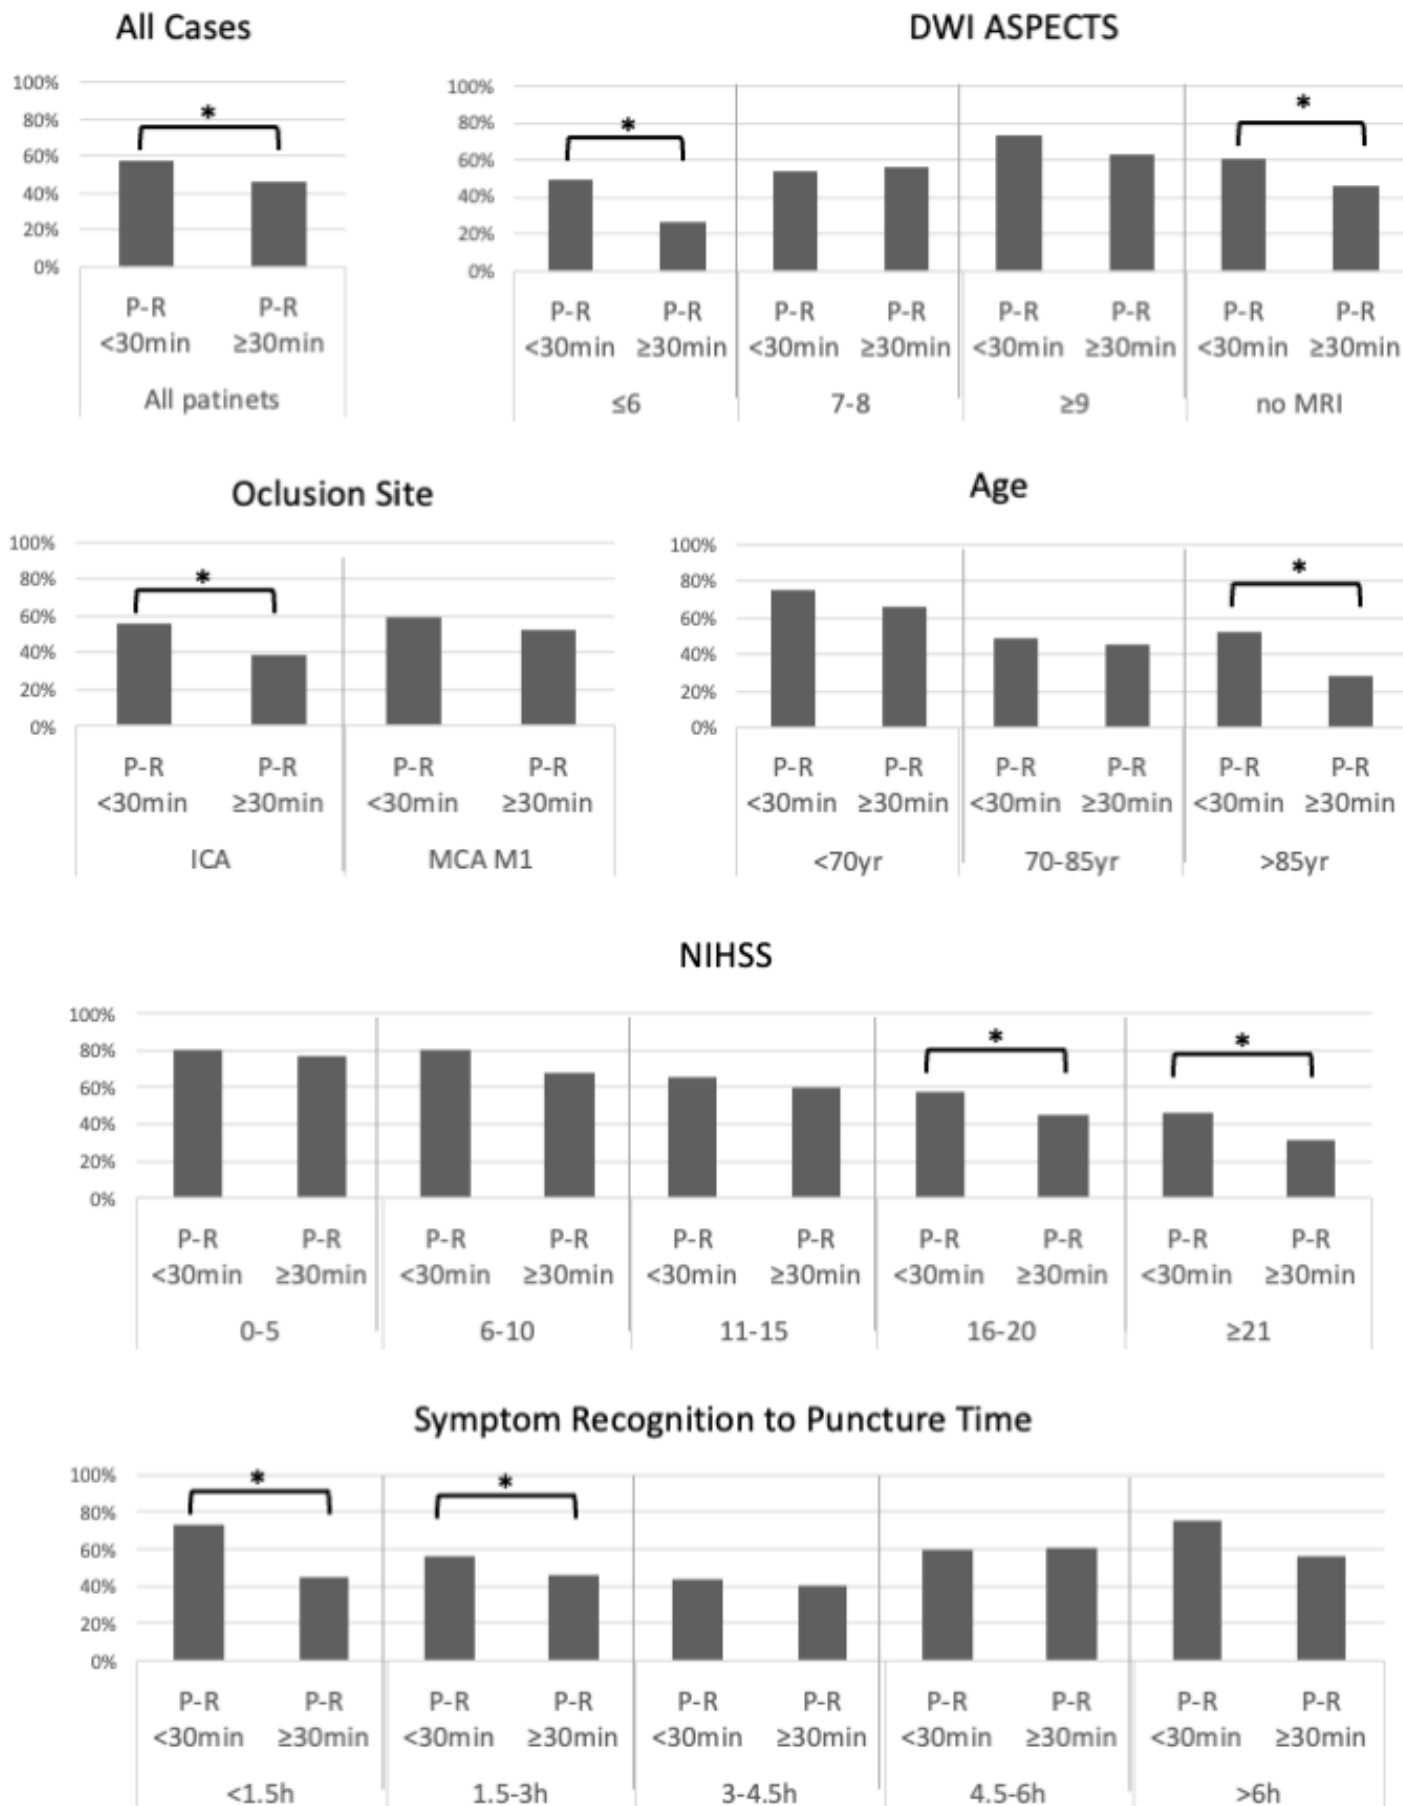 All Cases
100%
80%
60%
40%
20%
0%
*
P-R P-R
<30min ≥30min
All patinets
DWI ASPECTS
100%
80%
60%
40%
20%
0%
* *
P-R P-R P-R P-R P-R P-R P-R P-R
<30min ≥30min <30min ≥30min <30min ≥30min <30min ≥30min
≤6 7-8 ≥9 no MRI
Oclusion Site
100%
80%
60%
40%
20%
0%
*
P-R P-R P-R P-R
<30min ≥30min <30min ≥30min
ICA MCA M1
Age
100%
80%
60%
40%
20%
0%
*
P-R P-R P-R P-R P-R P-R
<30min ≥30min <30min ≥30min <30min ≥30min
<70yr 70-85yr >85yr
NIHSS
100%
80%
60%
40%
20%
0%
* *
P-R P-R P-R P-R P-R P-R P-R P-R P-R P-R
<30min ≥30min <30min ≥30min <30min ≥30min <30min ≥30min <30min ≥30min
0-5 6-10 11-15 16-20 ≥21
Symptom Recognition to Puncture Time
100%
80%
60%
40%
20%
0%
* *
P-R P-R P-R P-R P-R P-R P-R P-R P-R P-R
<30min ≥30min <30min ≥30min <30min ≥30min <30min ≥30min <30min ≥30min
<1.5h 1.5-3h 3-4.5h 4.5-6h >6h